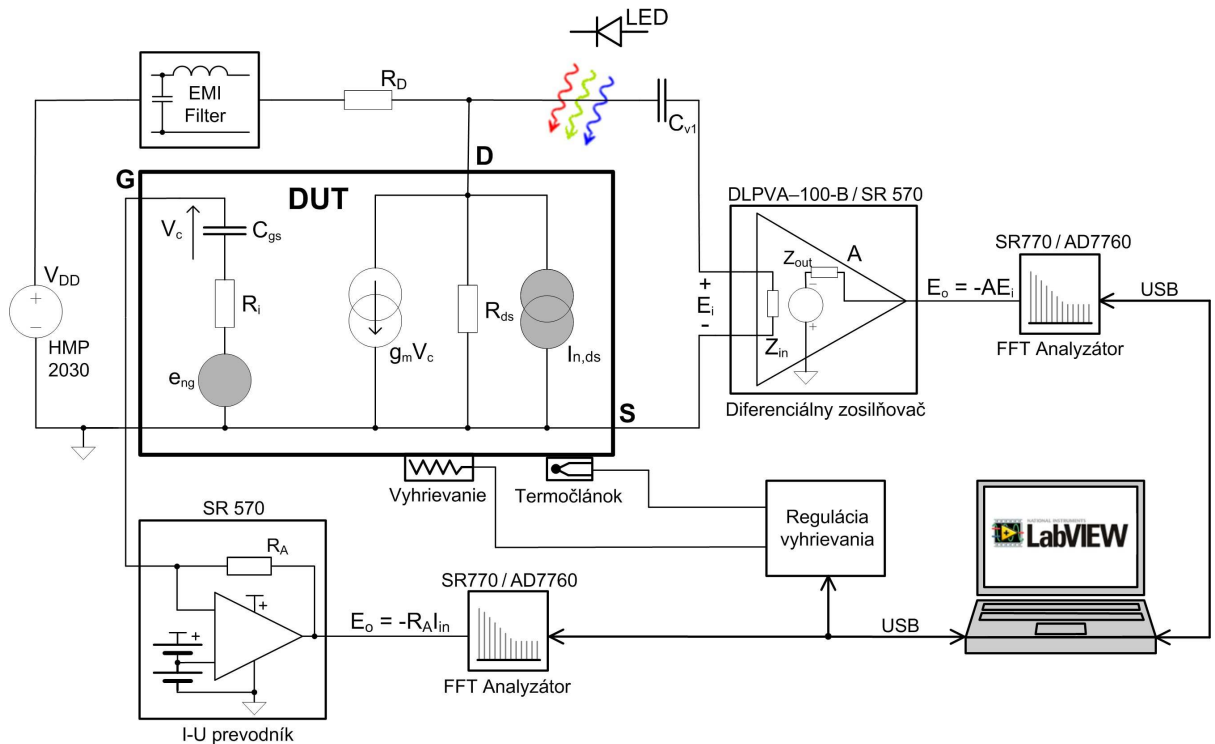 LED
EMI
Filter
R_D
C_v1
G
D
DUT
V_c
C_gs
R_i
e_ng
g_mV_c
R_ds
I_n,ds
S
V_DD
HMP
2030
DLPVA–100-B / SR 570
Z_out
A
+
E_i
-
Z_in
E_o = -AE_i
Diferenciálny zosilňovač
SR770 / AD7760
FFT Analyzátor
USB
Vyhrievanie
Termočlánok
Regulácia
vyhrievania
NATIONAL INSTRUMENTS
LabVIEW
SR 570
R_A
+
+
E_o = -R_AI_in
I-U prevodník
SR770 / AD7760
FFT Analyzátor
USB